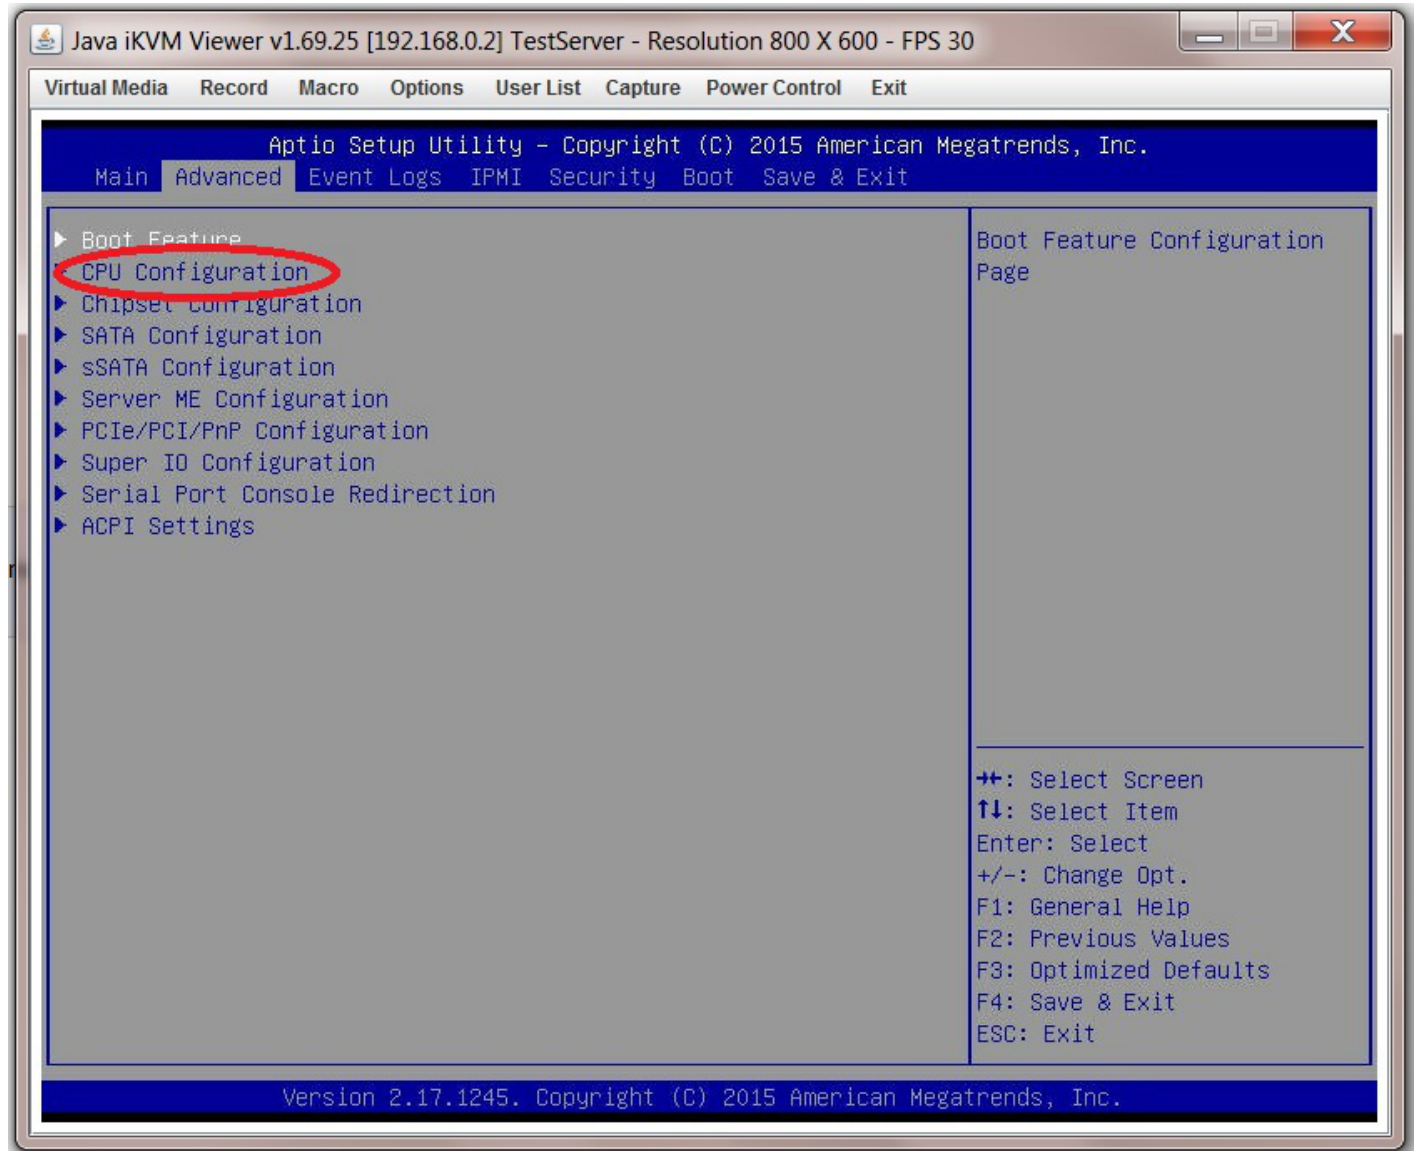 Java iKVM Viewer v1.69.25 [192.168.0.2] TestServer - Resolution 800 X 600 - FPS 30
Virtual Media Record Macro Options User List Capture Power Control Exit
Aptio Setup Utility – Copyright (C) 2015 American Megatrends, Inc.
Main Advanced Event Logs IPMI Security Boot Save & Exit
Boot Feature
CPU Configuration
Chipset Configuration
SATA Configuration
sSATA Configuration
Server ME Configuration
PCIe/PCI/PnP Configuration
Super IO Configuration
Serial Port Console Redirection
ACPI Settings
Boot Feature Configuration
Page
→←: Select Screen
↑↓: Select Item
Enter: Select
+/-: Change Opt.
F1: General Help
F2: Previous Values
F3: Optimized Defaults
F4: Save & Exit
ESC: Exit
Version 2.17.1245. Copyright (C) 2015 American Megatrends, Inc.